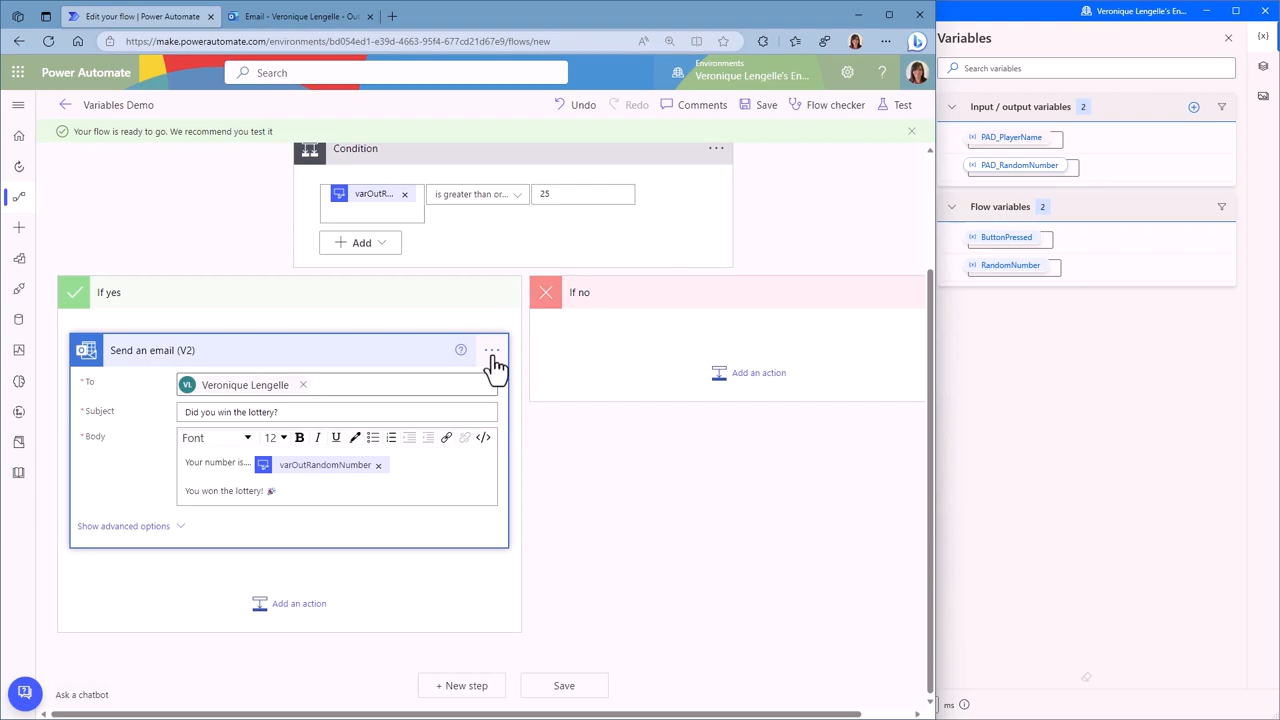 Edit your flow | Power Automate
Email - Veronique Lengelle - Out
https://make.powerautomate.com/environments/bd054ed1-e39d-4663-95f4-677cd21d67e9/flows/new
Power Automate
Search
Environments
Veronique Lengelle's En...
Variables Demo
Undo
Redo
Comments
Save
Flow checker
Test
Your flow is ready to go. We recommend you test it
Condition
varOutR...
is greater than or...
25
Add
If yes
If no
Send an email (V2)
* To
VL Veronique Lengelle
* Subject
Did you win the lottery?
* Body
Font
12
Your number is.... varOutRandomNumber
You won the lottery! 🎉
Show advanced options
Add an action
Add an action
+ New step
Save
Ask a chatbot
Veronique Lengelle's En...
Variables
Search variables
Input / output variables 2
PAD_PlayerName
PAD_RandomNumber
Flow variables 2
ButtonPressed
RandomNumber
ms